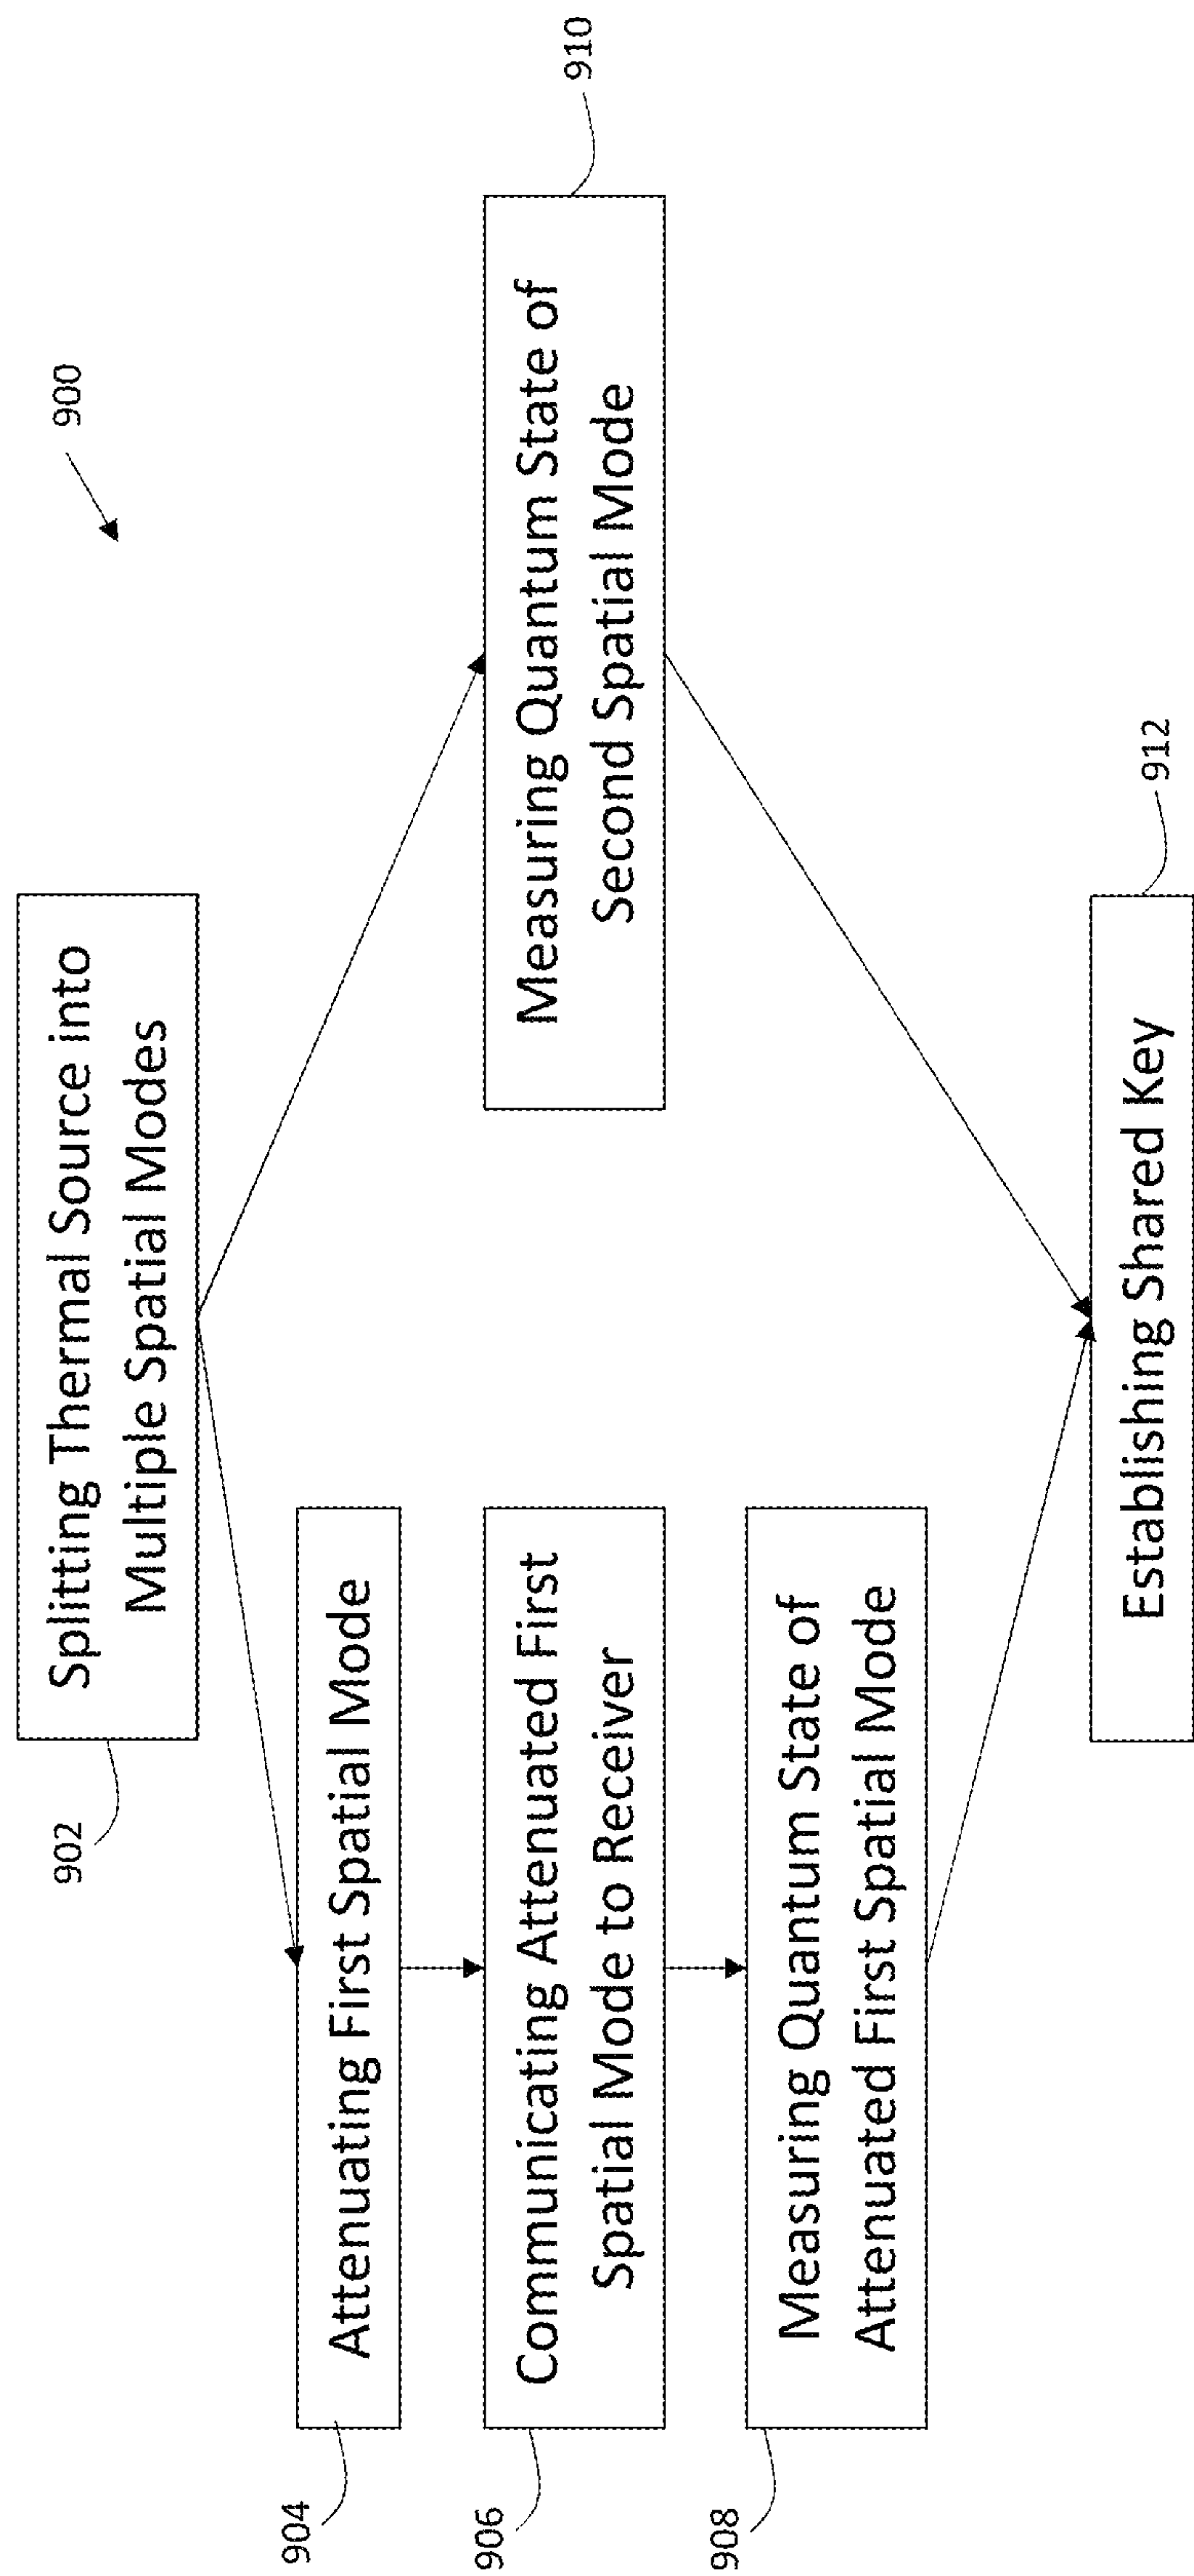 900
902
Splitting Thermal Source into
Multiple Spatial Modes
904
Attenuating First Spatial Mode
906
Communicating Attenuated First
Spatial Mode to Receiver
908
Measuring Quantum State of
Attenuated First Spatial Mode
910
Measuring Quantum State of
Second Spatial Mode
912
Establishing Shared Key